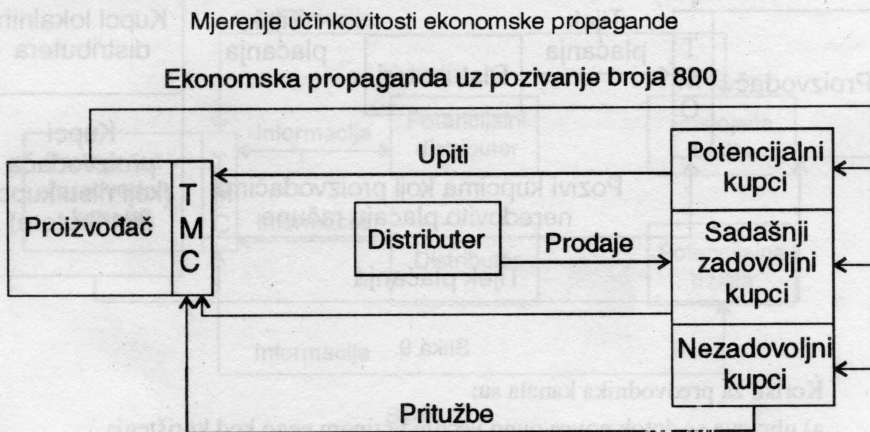 Mjerenje učinkovitosti ekonomske propagande
Ekonomska propaganda uz pozivanje broja 800
Proizvođač
T
M
C
Upiti
Distributer
Prodaje
Potencijalni
kupci
Sadašnji
zadovoljni
kupci
Nezadovoljni
kupci
Pritužbe